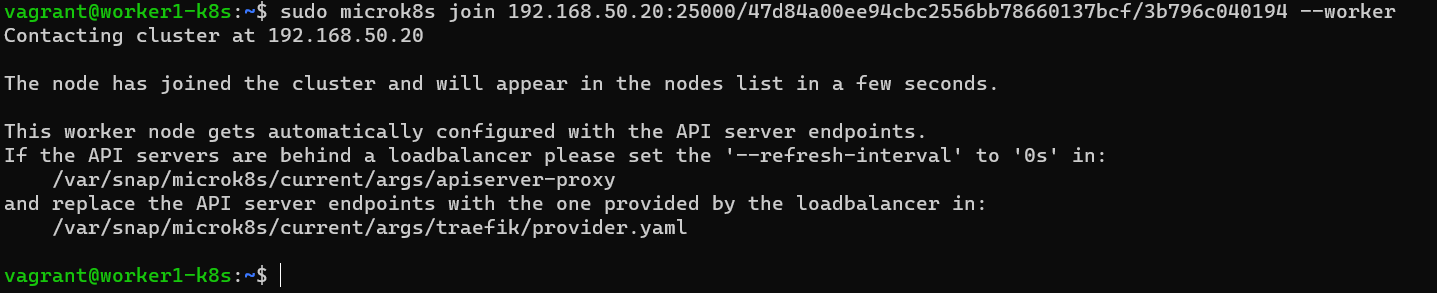 vagrant@worker1-k8s:~$ sudo microk8s join 192.168.50.20:25000/47d84a00ee94cbc2556bb78660137bcf/3b796c040194 --worker
Contacting cluster at 192.168.50.20
The node has joined the cluster and will appear in the nodes list in a few seconds.
This worker node gets automatically configured with the API server endpoints.
If the API servers are behind a loadbalancer please set the '--refresh-interval' to '0s' in:
    /var/snap/microk8s/current/args/apiserver-proxy
and replace the API server endpoints with the one provided by the loadbalancer in:
    /var/snap/microk8s/current/args/traefik/provider.yaml
vagrant@worker1-k8s:~$